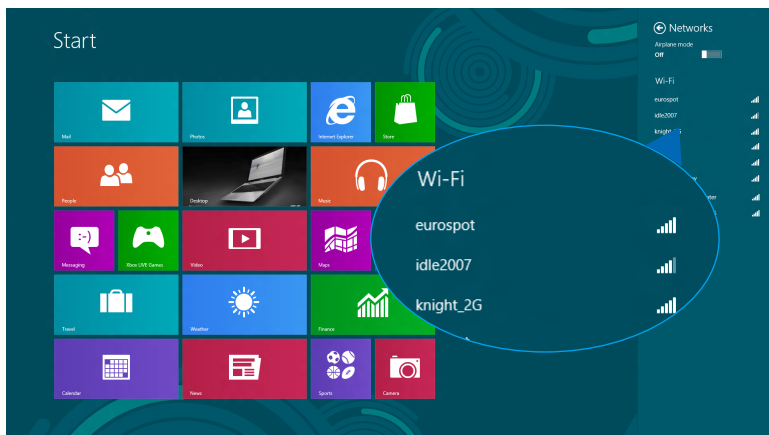 Start
Networks
Airplane mode
Off
Wi-Fi
eurospot
idle2007
Mail
Photos
Internet Explorer
Store
People
Desktop
Music
Messaging
Xbox LIVE Games
Video
Maps
Travel
Weather
Finance
Calendar
News
Sports
Camera
Wi-Fi
eurospot
idle2007
knight_2G